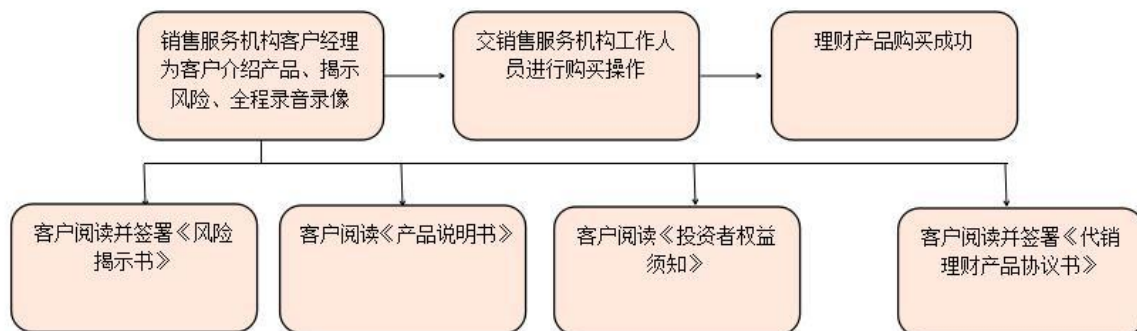 销售服务机构客户经理
为客户介绍产品、揭示
风险、全程录音录像
交销售服务机构工作人
员进行购买操作
理财产品购买成功
客户阅读并签署《风险
揭示书》
客户阅读《产品说明书》
客户阅读《投资者权益
须知》
客户阅读并签署《代销
理财产品协议书》